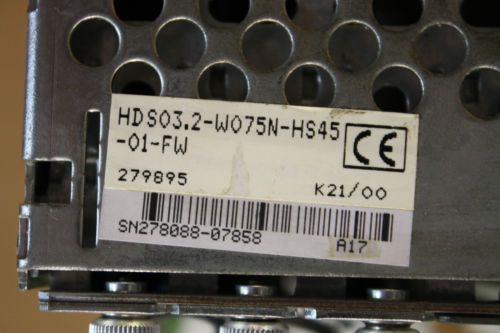 HDS03.2-W075N-HS45
-01-FW
CE
279895 K21/00
SN278088-07858 A17